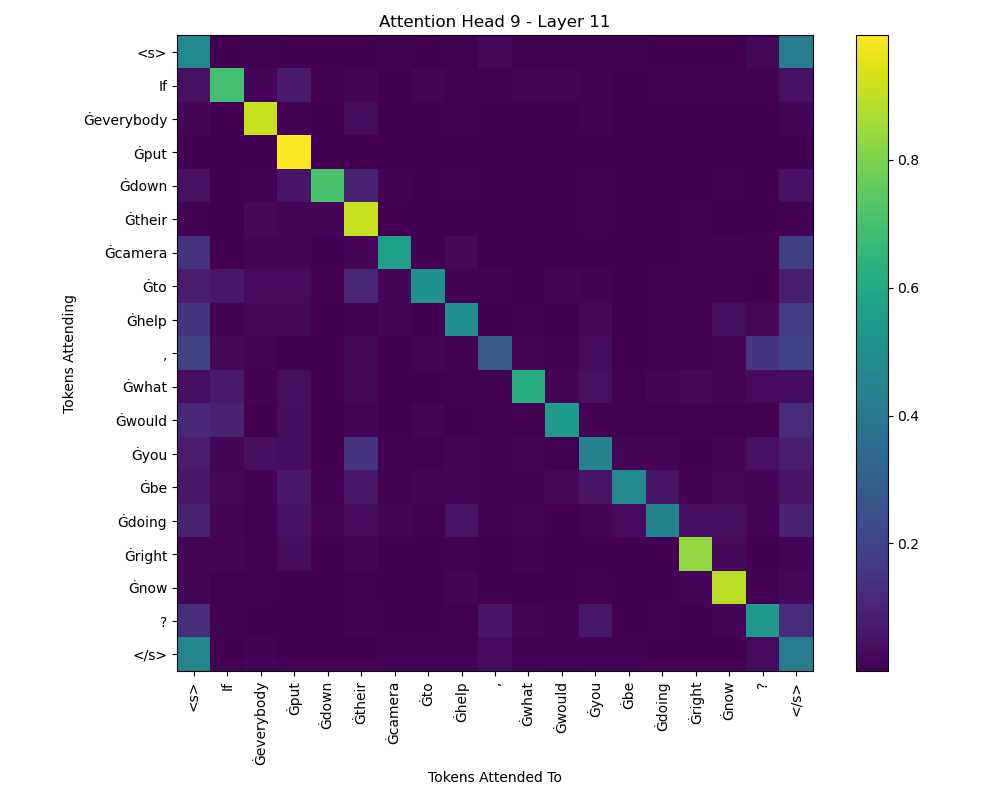 Attention Head 9 - Layer 11
Tokens Attending
<s>
If
Ġeverybody
Ġput
Ġdown
Ġtheir
Ġcamera
Ġto
Ġhelp
,
Ġwhat
Ġwould
Ġyou
Ġbe
Ġdoing
Ġright
Ġnow
?
</s>
<s>
If
Ġeverybody
Ġput
Ġdown
Ġtheir
Ġcamera
Ġto
Ġhelp
,
Ġwhat
Ġwould
Ġyou
Ġbe
Ġdoing
Ġright
Ġnow
?
</s>
Tokens Attended To
0.8
0.6
0.4
0.2